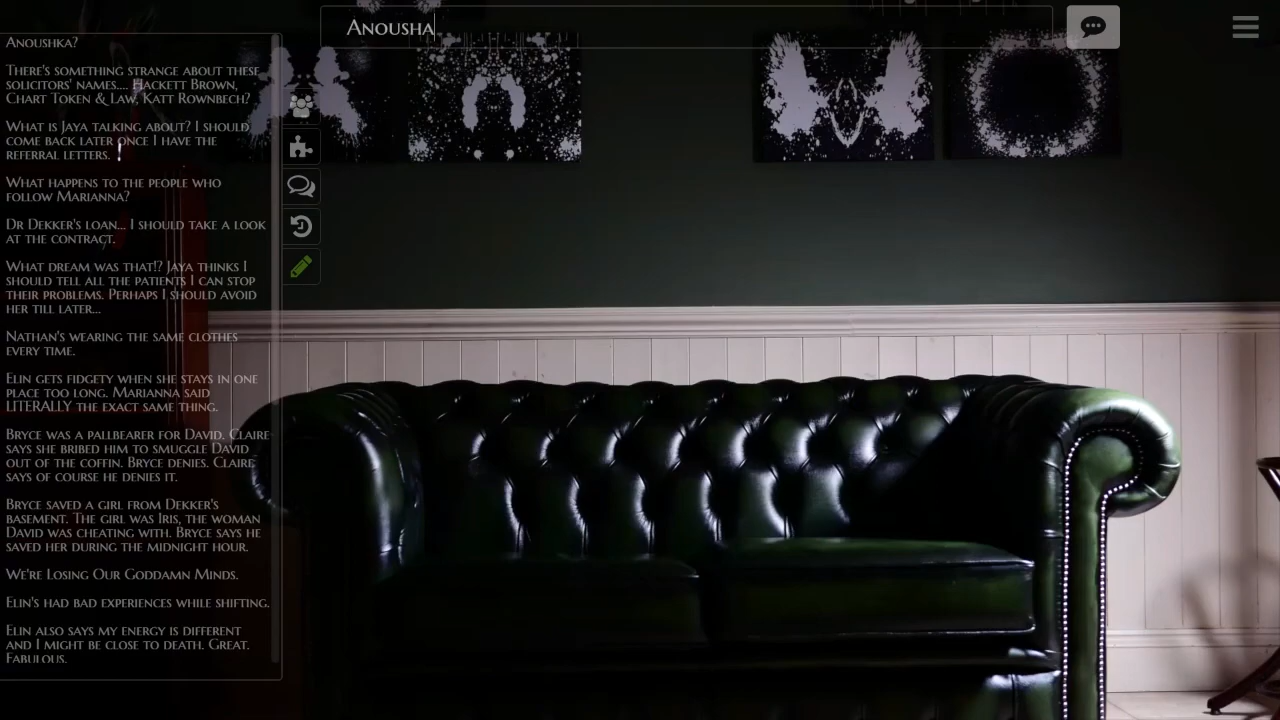 Anousha
Anoushka?
There's something strange about these
solicitors' names.... Hackett Brown,
Chart Token & Law, Katt Rownbech?
What is Jaya talking about? I should
come back later once I have the
referral letters.
What happens to the people who
follow Marianna?
Dr Dekker's loan... I should take a look
at the contract.
What dream was that!? Jaya thinks I
should tell all the patients I can stop
their problems. Perhaps I should avoid
her till later...
Nathan's wearing the same clothes
every time.
Elin gets fidgety when she stays in one
place too long. Marianna said
LITERALLY the exact same thing.
Bryce was a pallbearer for David. Claire
says she bribed him to smuggle David
out of the coffin. Bryce denies. Claire
says of course he denies it.
Bryce saved a girl from Dekker's
basement. The girl was Iris, the woman
David was cheating with. Bryce says he
saved her during the midnight hour.
We're Losing Our Goddamn Minds.
Elin's had bad experiences while shifting.
Elin also says my energy is different
and I might be close to death. Great.
Fabulous.